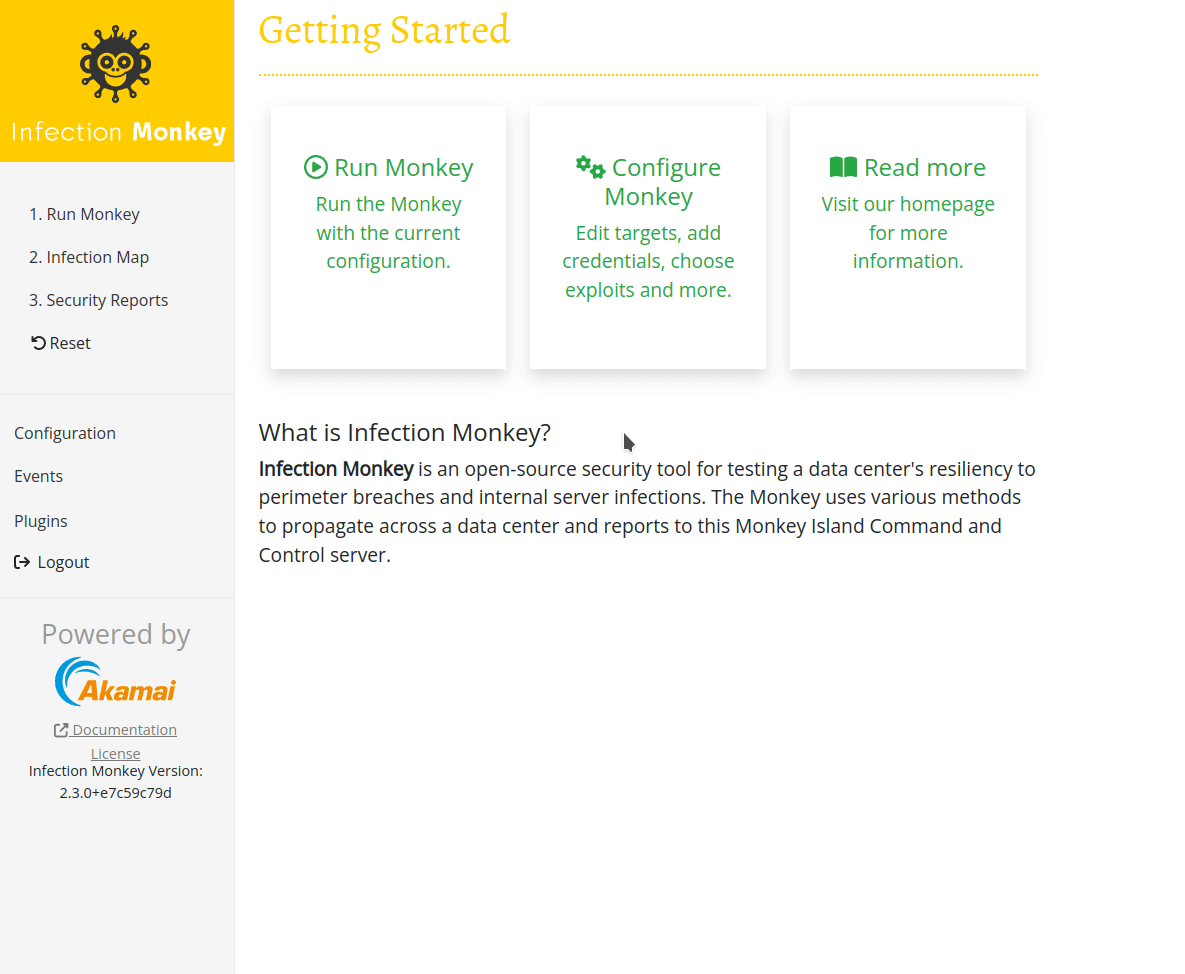 Infection Monkey
1. Run Monkey
2. Infection Map
3. Security Reports
Reset
Configuration
Events
Plugins
Logout
Powered by
Akamai
Documentation
License
Infection Monkey Version:
2.3.0+e7c59c79d
Getting Started
Run Monkey
Run the Monkey
with the current
configuration.
Configure
Monkey
Edit targets, add
credentials, choose
exploits and more.
Read more
Visit our homepage
for more
information.
What is Infection Monkey?
Infection Monkey is an open-source security tool for testing a data center's resiliency to
perimeter breaches and internal server infections. The Monkey uses various methods
to propagate across a data center and reports to this Monkey Island Command and
Control server.